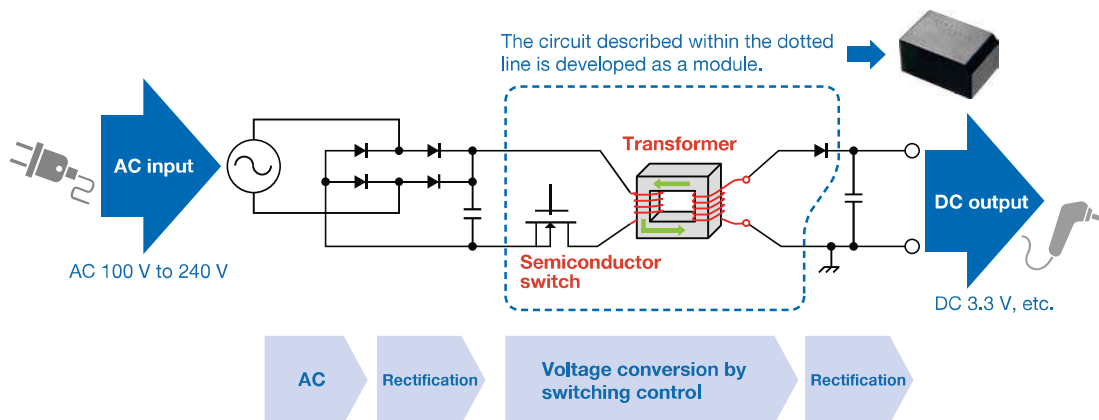 The circuit described within the dotted
line is developed as a module.
AC input
Transformer
DC output
AC 100 V to 240 V
Semiconductor
switch
DC 3.3 V, etc.
AC
Rectification
Voltage conversion by
switching control
Rectification